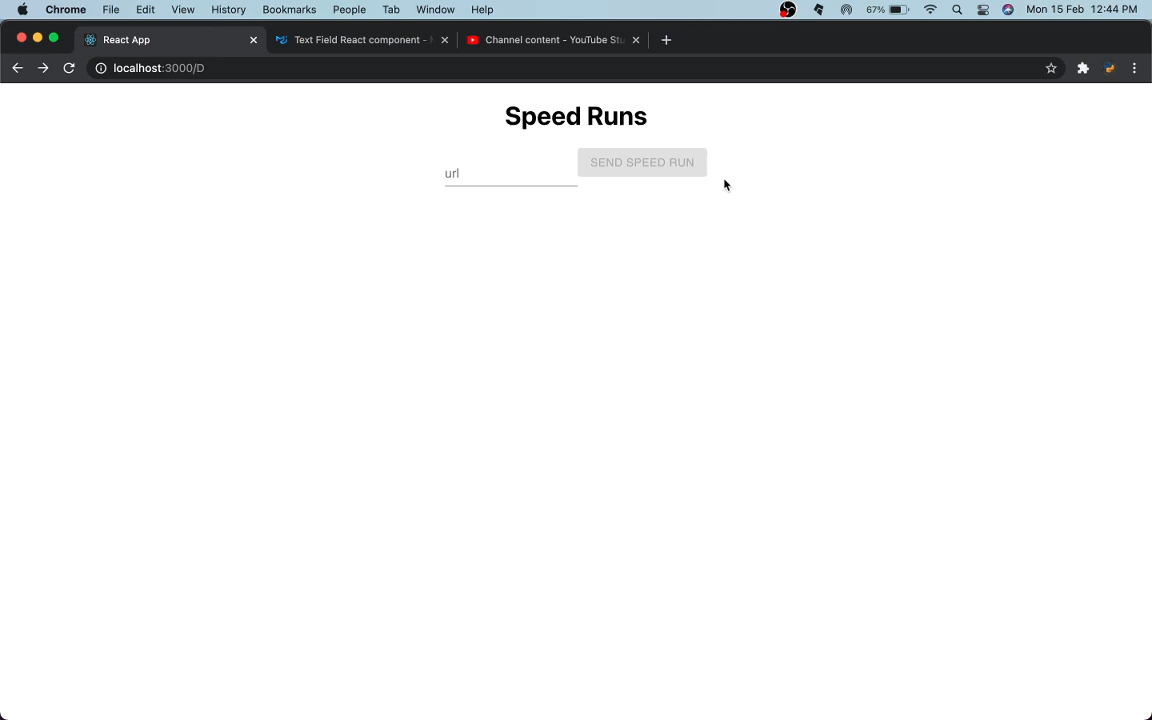 Chrome File Edit View History Bookmarks People Tab Window Help 67% Mon 15 Feb 12:44 PM
React App Text Field React component - Channel content - YouTube Stu
localhost:3000/D
Speed Runs
url SEND SPEED RUN